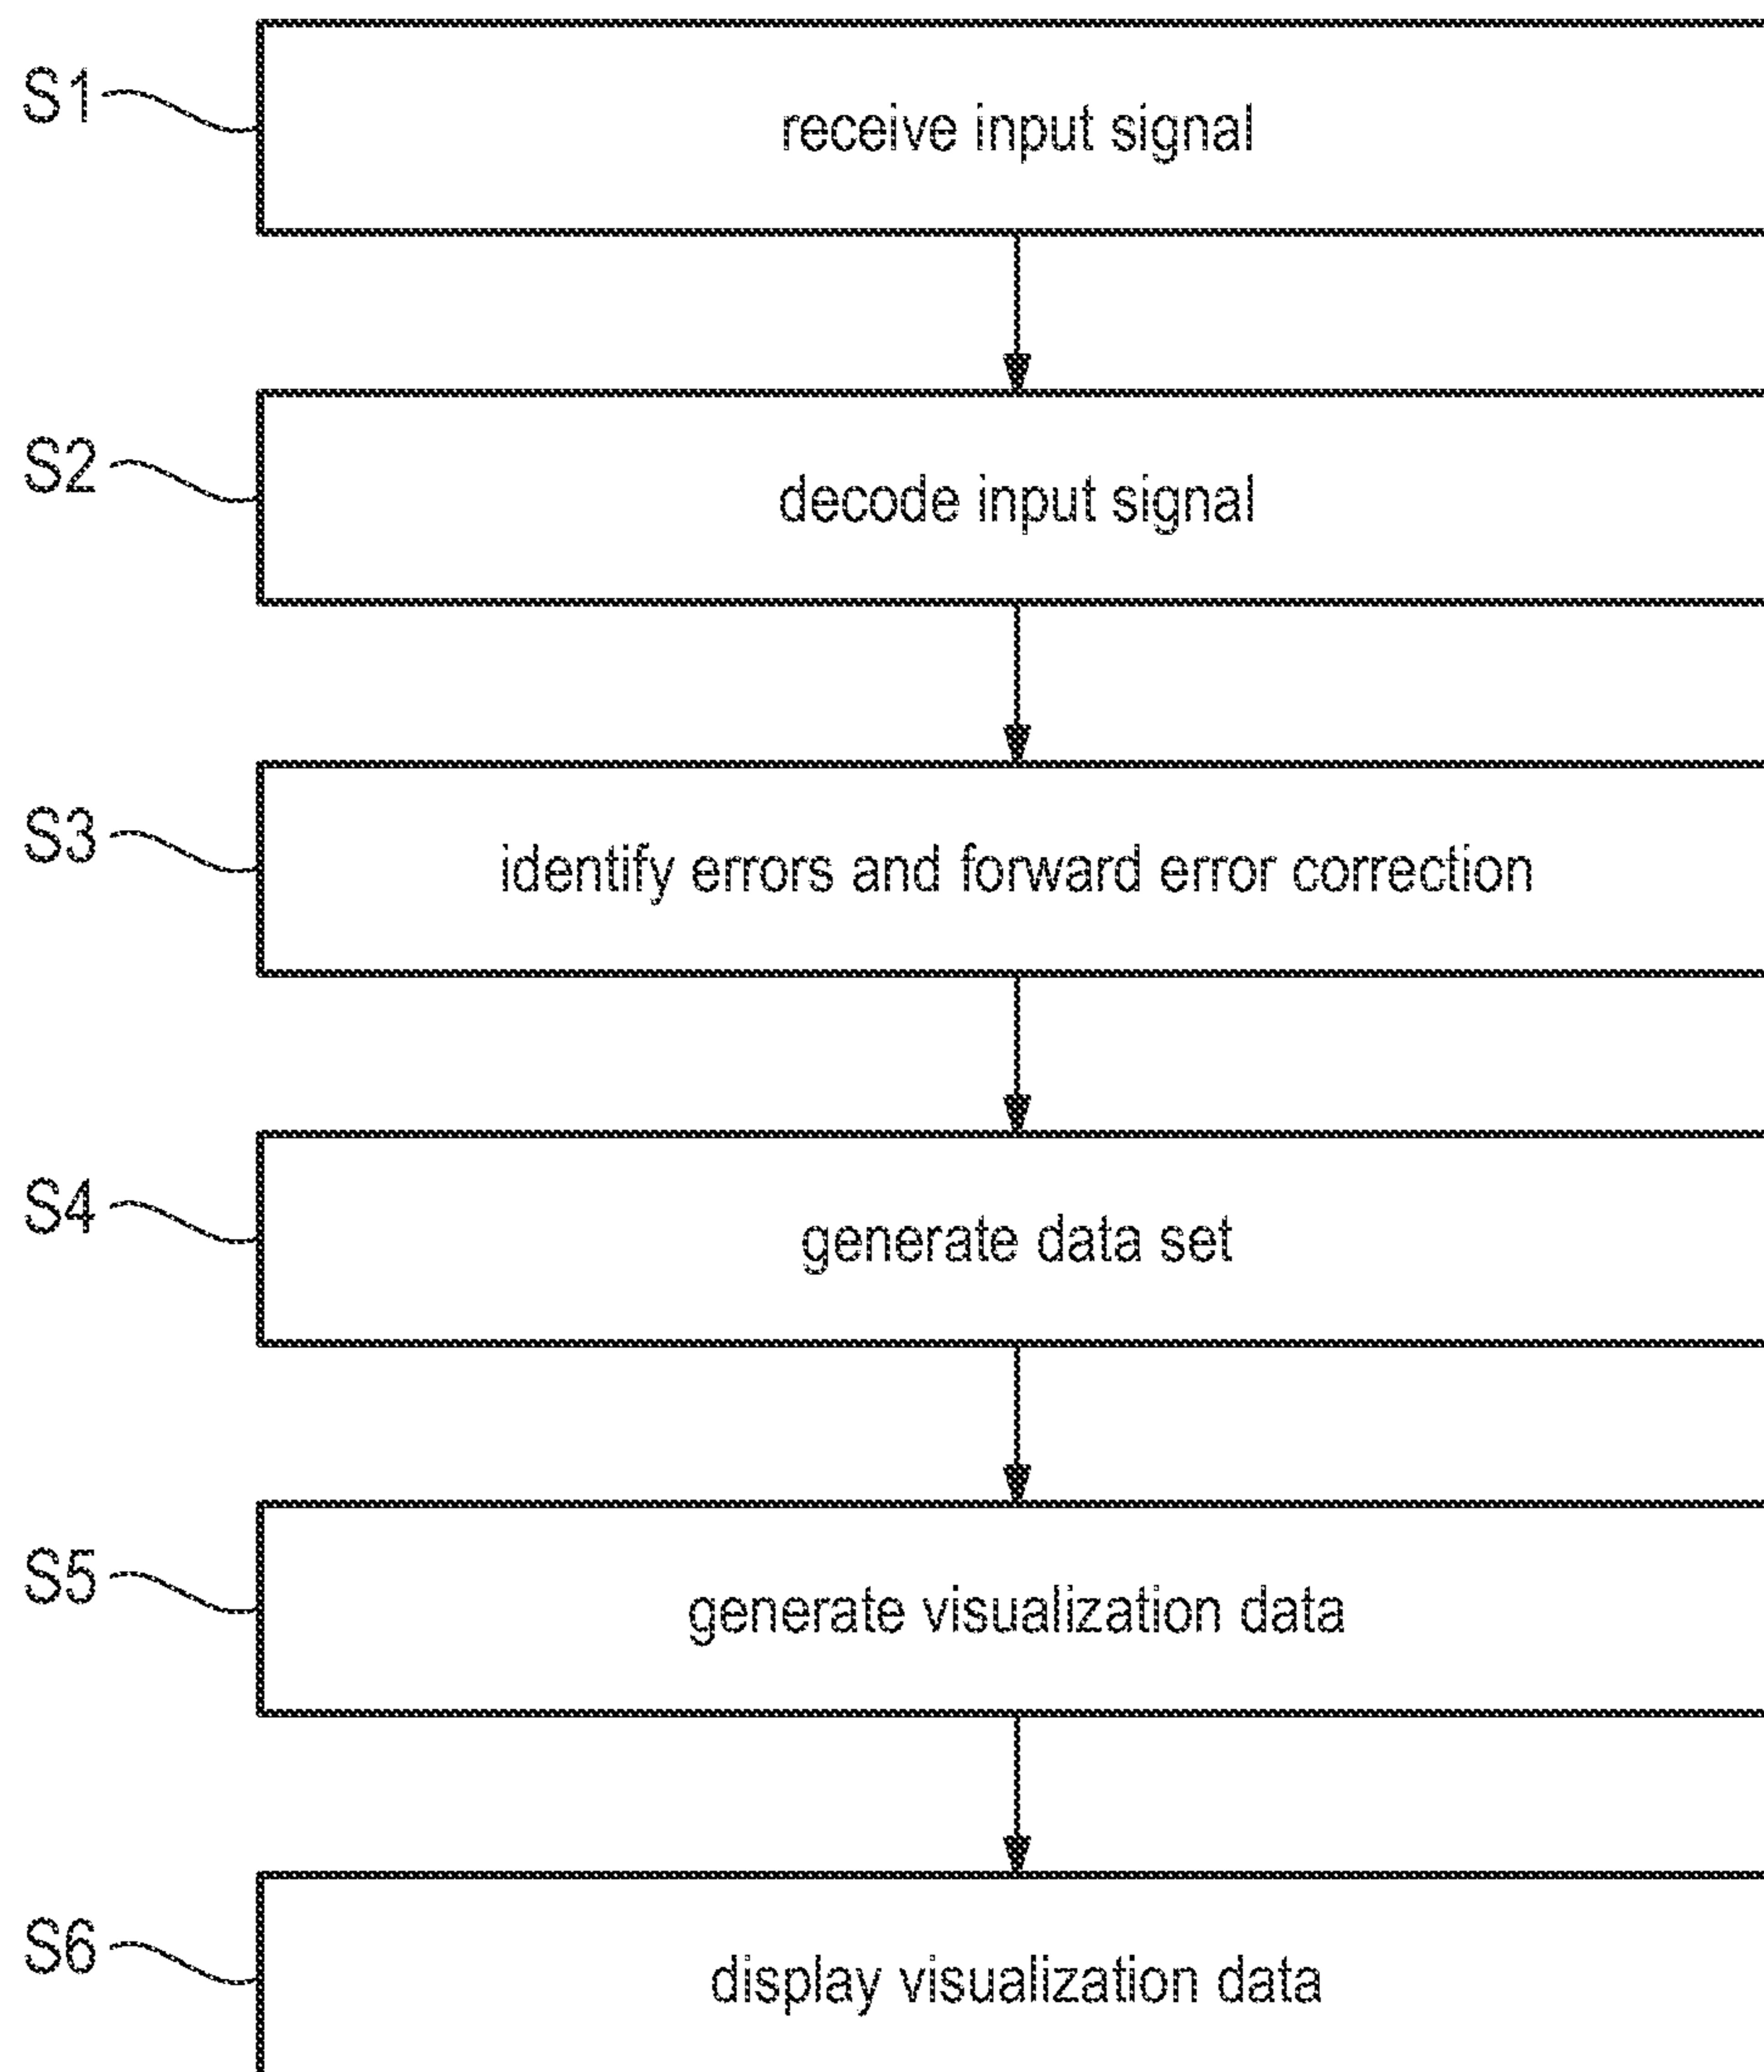 S1
receive input signal
S2
decode input signal
S3
identify errors and forward error correction
S4
generate data set
S5
generate visualization data
S6
display visualization data